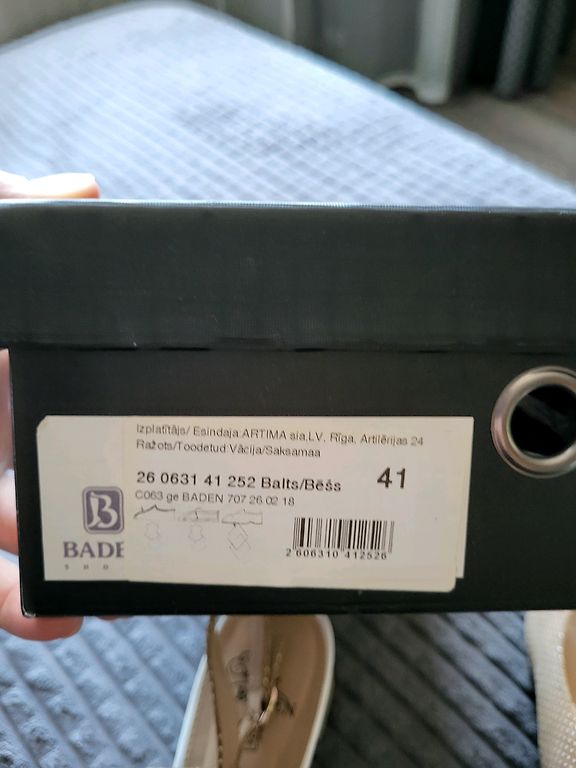 Izplatītājs/ Esindaja:ARTIMA sia,LV, Rīga, Artilērijas 24
Ražots/Toodetud:Vācija/Saksamaa
26 0631 41 252 Balts/Bēšs 41
C063 ge BADEN 707 26.02 18
B
BADE
2 606310 412526